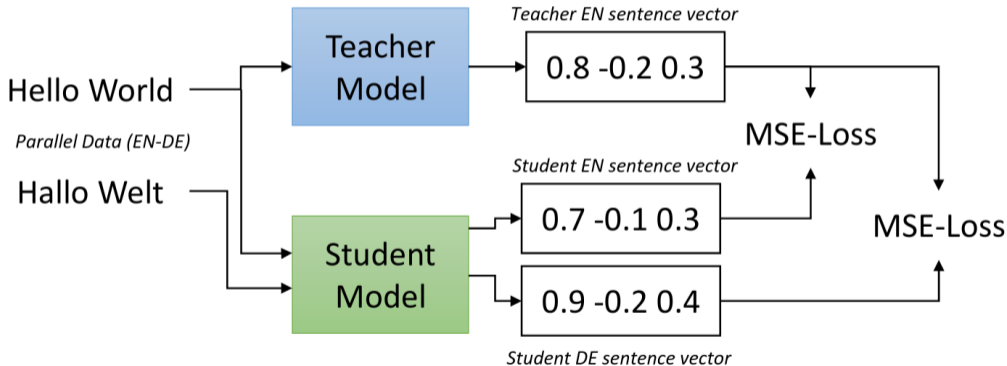 Teacher EN sentence vector
Teacher
Model
0.8 -0.2 0.3
Hello World
Parallel Data (EN-DE)
MSE-Loss
Student EN sentence vector
Hallo Welt
0.7 -0.1 0.3
MSE-Loss
Student
Model
0.9 -0.2 0.4
Student DE sentence vector